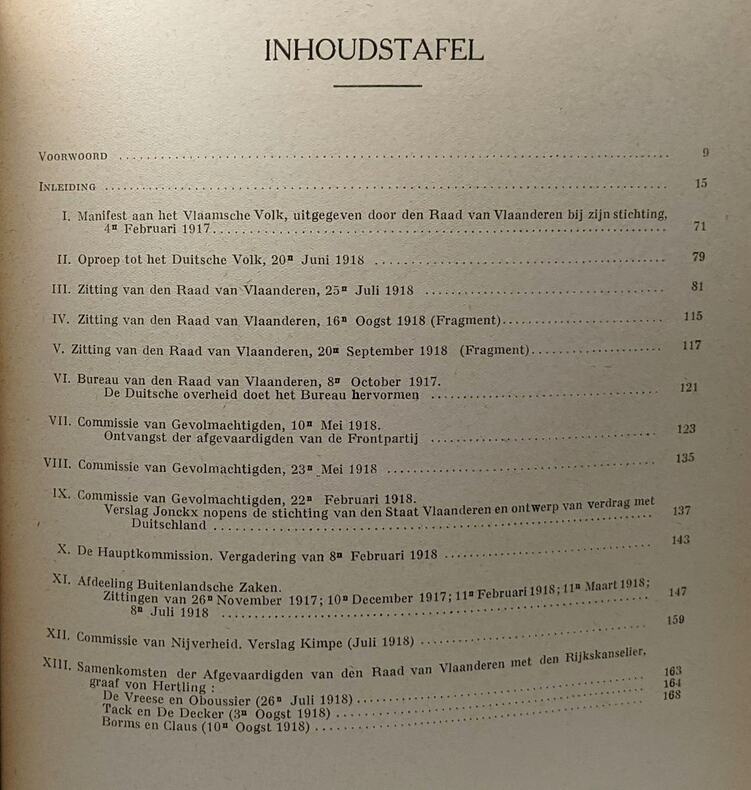 INHOUDSTAFEL
VOORWOORD ........ 9
INLEIDING ........ 15
I. Manifest aan het Vlaamsche Volk, uitgegeven door den Raad van Vlaanderen bij zijn stichting,
4n Februari 1917........ 71
II. Oproep tot het Duitsche Volk, 20n Juni 1918 ........ 79
III. Zitting van den Raad van Vlaanderen, 25n Juli 1918 ........ 81
IV. Zitting van den Raad van Vlaanderen, 16n Oogst 1918 (Fragment)........ 115
V. Zitting van den Raad van Vlaanderen, 20n September 1918 (Fragment)........ 117
VI. Bureau van den Raad van Vlaanderen, 8n October 1917.
De Duitsche overheid doet het Bureau hervormen ........ 121
VII. Commissie van Gevolmachtigden, 10n Mei 1918.
Ontvangst der afgevaardigden van de Frontpartij ........ 123
VIII. Commissie van Gevolmachtigden, 23n Mei 1918 ........ 135
IX. Commissie van Gevolmachtigden, 22n Februari 1918.
Verslag Jonckx nopens de stichting van den Staat Vlaanderen en ontwerp van verdrag met
Duitschland ........ 137
X. De Hauptkommission. Vergadering van 8n Februari 1918 ........ 143
XI. Afdeeling Buitenlandsche Zaken.
Zittingen van 26n November 1917; 10n December 1917; 11n Februari 1918; 11n Maart 1918;
8n Juli 1918 ........ 147
XII. Commissie van Nijverheid. Verslag Kimpe (Juli 1918) ........ 159
XIII. Samenkomsten der Afgevaardigden van den Raad van Vlaanderen met den Rijkskanselier,
graaf von Hertling :
De Vreese en Oboussier (26n Juli 1918)........ 163
Tack en De Decker (3n Oogst 1918) ........ 164
Borms en Claus (10n Oogst 1918) ........ 168